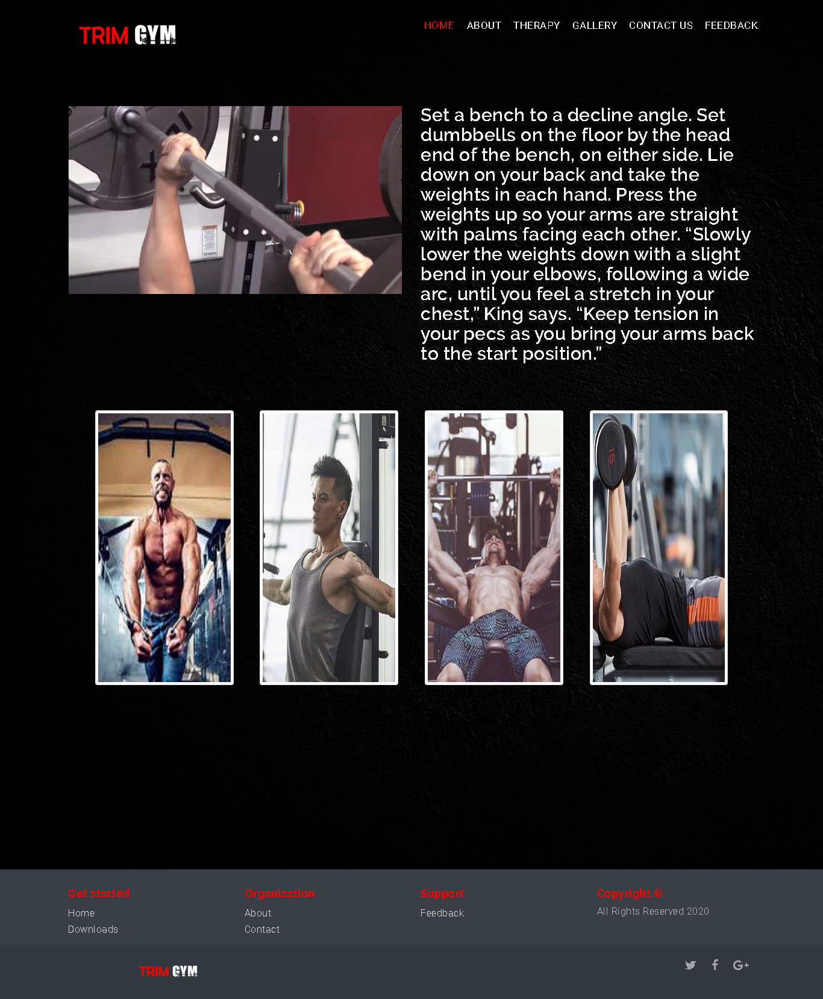 TRIM GYM
HOME ABOUT THERAPY GALLERY CONTACT US FEEDBACK
Set a bench to a decline angle. Set
dumbbells on the floor by the head
end of the bench, on either side. Lie
down on your back and take the
weights in each hand. Press the
weights up so your arms are straight
with palms facing each other. “Slowly
lower the weights down with a slight
bend in your elbows, following a wide
arc, until you feel a stretch in your
chest,” King says. “Keep tension in
your pecs as you bring your arms back
to the start position.”
17
23
24
15
Get started
Home
Downloads
Organization
About
Contact
Support
Feedback
Copyright ©
All Rights Reserved 2020
TRIM GYM